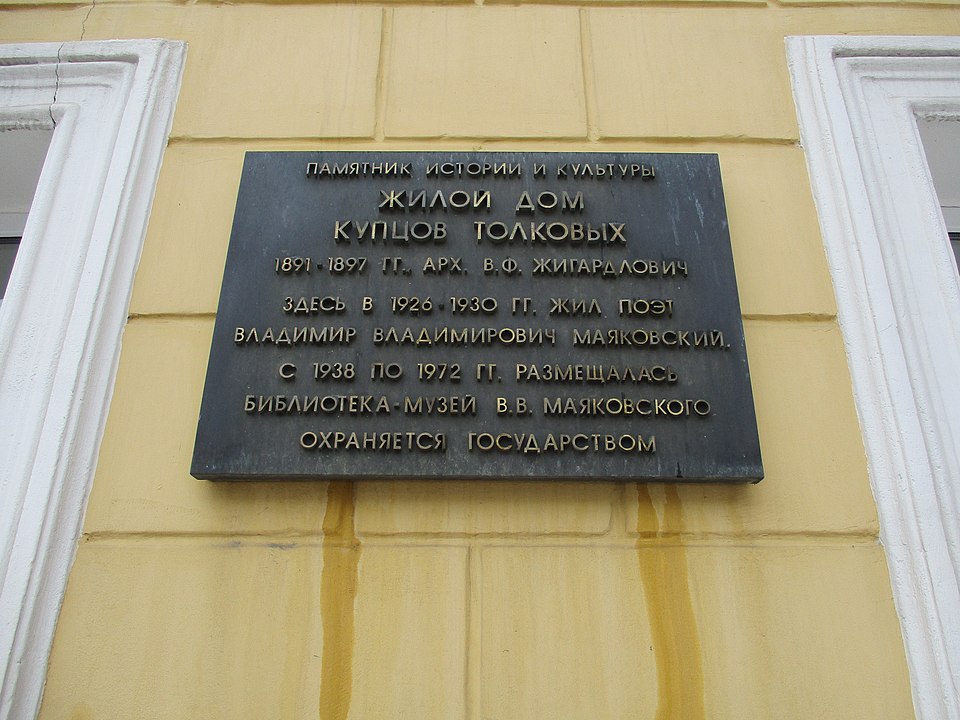 ПАМЯТНИК ИСТОРИИ И КУЛЬТУРЫ
ЖИЛОЙ ДОМ
КУПЦОВ ТОЛКОВЫХ
1891-1897 ГГ., АРХ. В.Ф. ЖИГАРДЛОВИЧ
ЗДЕСЬ В 1926-1930 ГГ. ЖИЛ ПОЭТ
ВЛАДИМИР ВЛАДИМИРОВИЧ МАЯКОВСКИЙ.
С 1938 ПО 1972 ГГ. РАЗМЕЩАЛАСЬ
БИБЛИОТЕКА-МУЗЕЙ В.В. МАЯКОВСКОГО
ОХРАНЯЕТСЯ ГОСУДАРСТВОМ